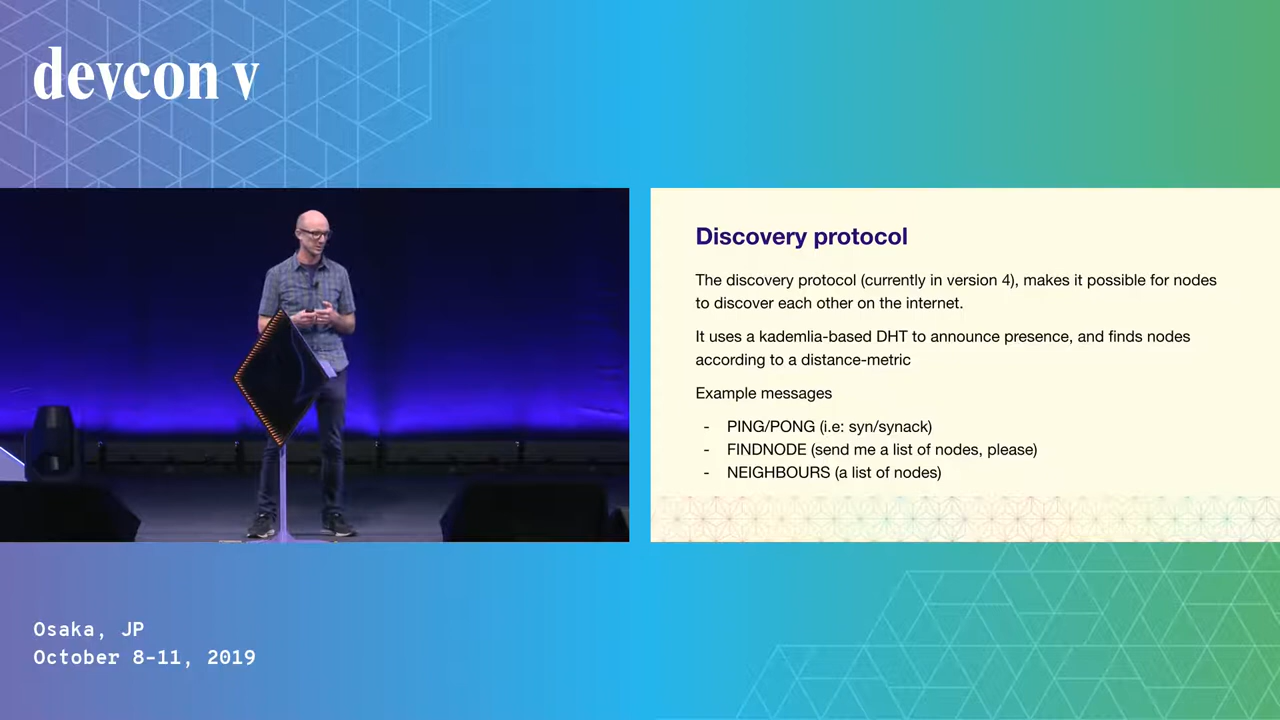 devcon v
Discovery protocol
The discovery protocol (currently in version 4), makes it possible for nodes
to discover each other on the internet.
It uses a kademlia-based DHT to announce presence, and finds nodes
according to a distance-metric
Example messages
- PING/PONG (i.e: syn/synack)
- FINDNODE (send me a list of nodes, please)
- NEIGHBOURS (a list of nodes)
Osaka, JP
October 8-11, 2019